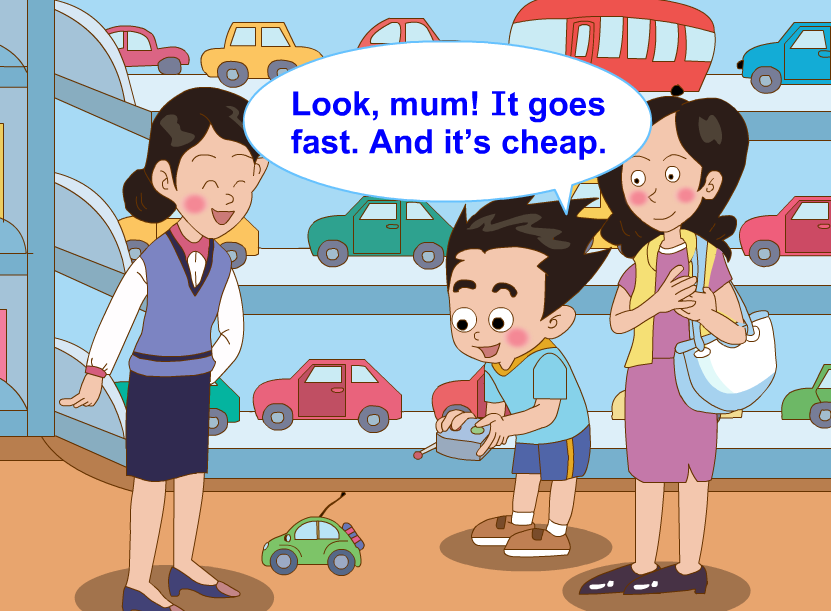 Look, mum! It goes
fast. And it’s cheap.